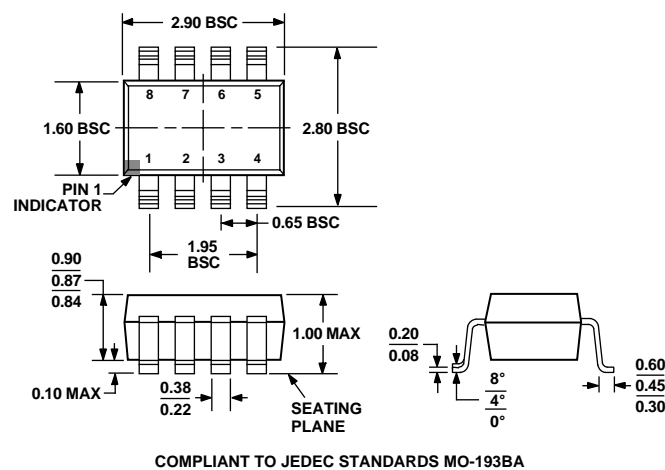 2.90 BSC
8 7 6 5
1.60 BSC
2.80 BSC
1 2 3 4
PIN 1
INDICATOR
0.65 BSC
1.95
BSC
0.90
0.87
0.84
1.00 MAX
0.10 MAX
0.38
0.22
SEATING
PLANE
0.20
0.08
8°
4°
0°
0.60
0.45
0.30
COMPLIANT TO JEDEC STANDARDS MO-193BA